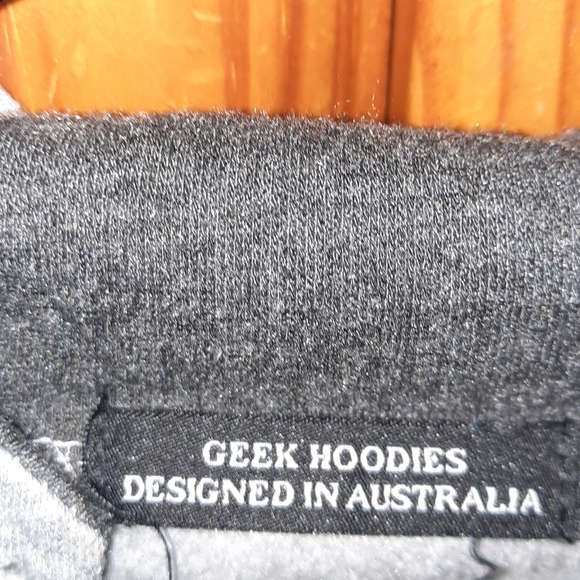 GEEK HOODIES
DESIGNED IN AUSTRALIA